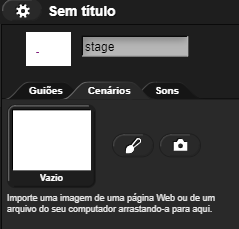 Sem título
stage
Guiões Cenários Sons
Vazio
Importe uma imagem de uma página Web ou de um
arquivo do seu computador arrastando-a para aqui.